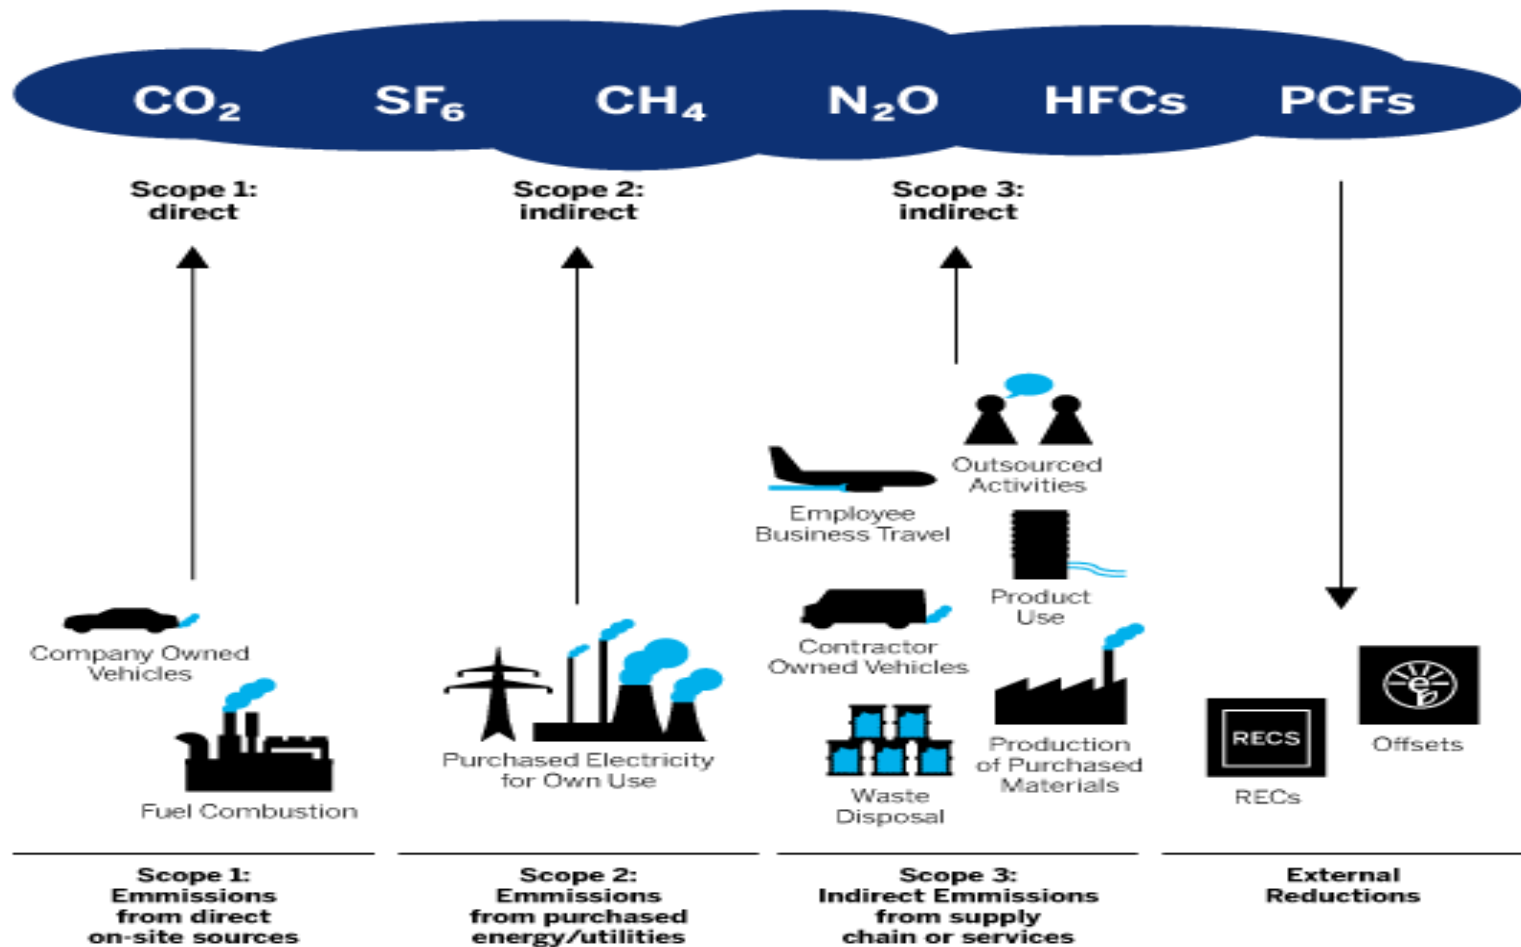 CO₂ SF₆ CH₄ N₂O HFCs PCFs
Scope 1:
direct
Scope 2:
indirect
Scope 3:
indirect
Company Owned
Vehicles
Fuel Combustion
Purchased Electricity
for Own Use
Outsourced
Activities
Employee
Business Travel
Product
Use
Contractor
Owned Vehicles
Production
of Purchased
Materials
Waste
Disposal
RECS
RECs
e
Offsets
Scope 1:
Emmissions
from direct
on-site sources
Scope 2:
Emmissions
from purchased
energy/utilities
Scope 3:
Indirect Emmissions
from supply
chain or services
External
Reductions